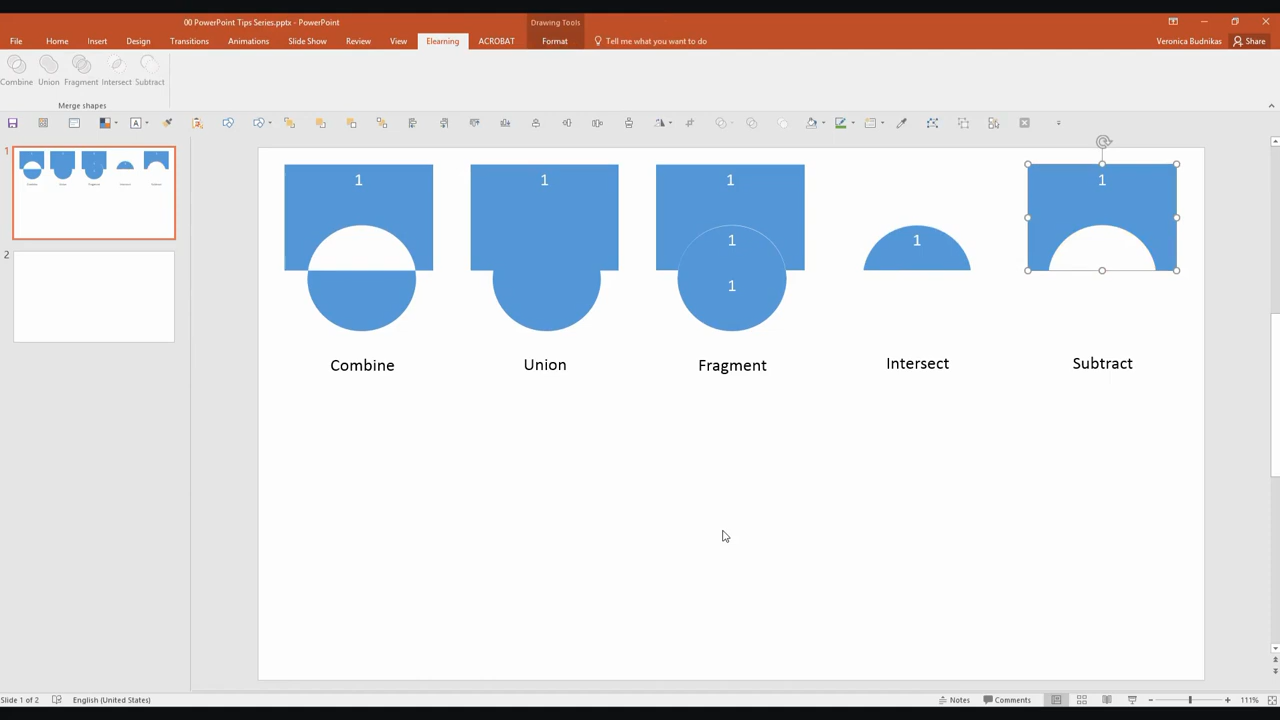 00 PowerPoint Tips Series.pptx - PowerPoint
Drawing Tools
File Home Insert Design Transitions Animations Slide Show Review View Elearning ACROBAT Format Tell me what you want to do
Veronica Budnikas Share
Combine Union Fragment Intersect Subtract
Merge shapes
1
2
1 1 1 1
1 1
1
Combine Union Fragment Intersect Subtract
Slide 1 of 2 English (United States) Notes Comments 111%